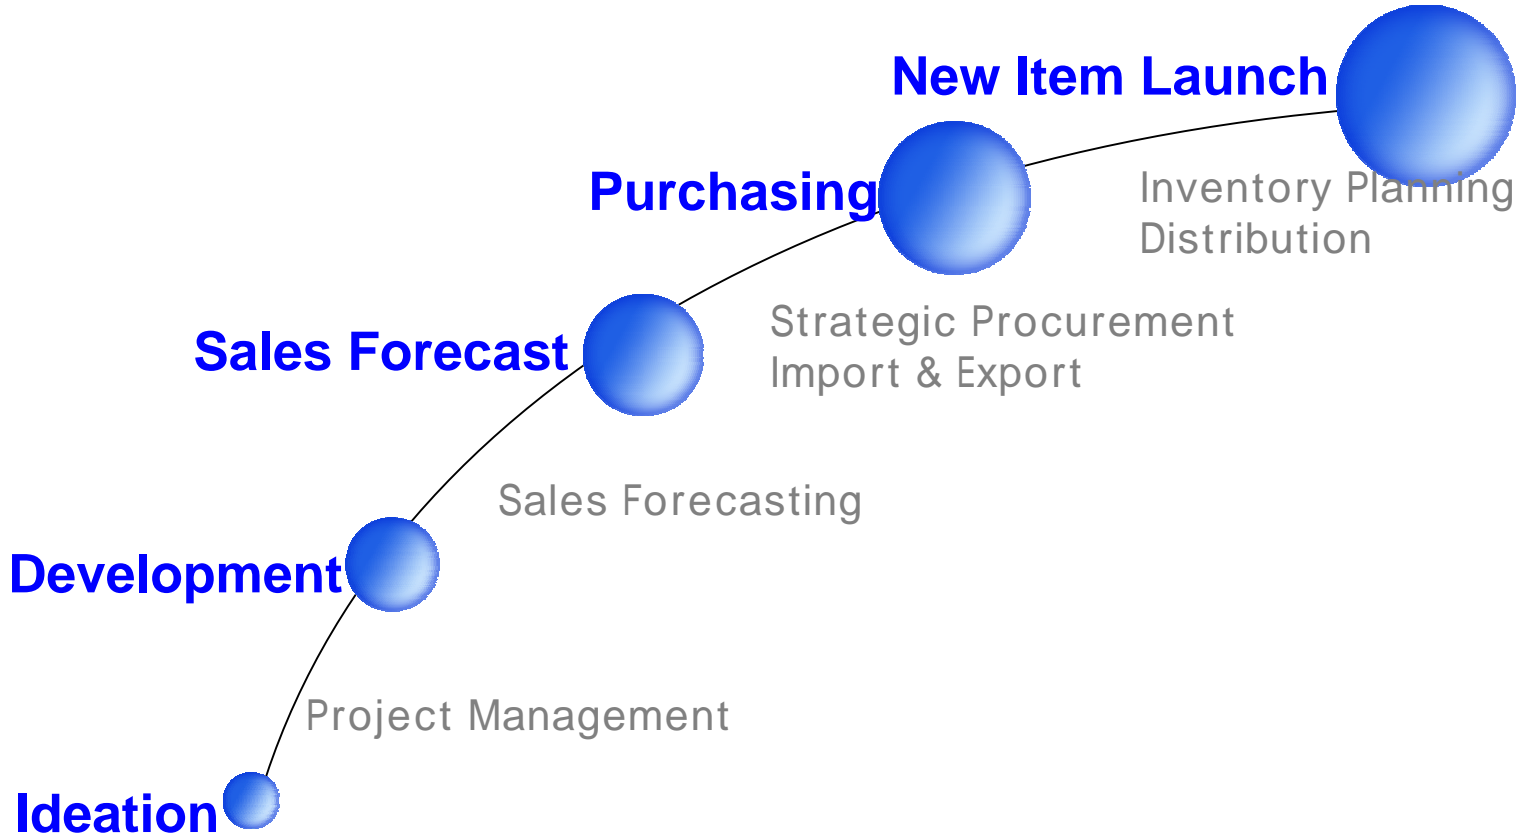 New Item Launch
Purchasing
Inventory Planning
Distribution
Strategic Procurement
Import & Export
Sales Forecast
Sales Forecasting
Development
Project Management
Ideation